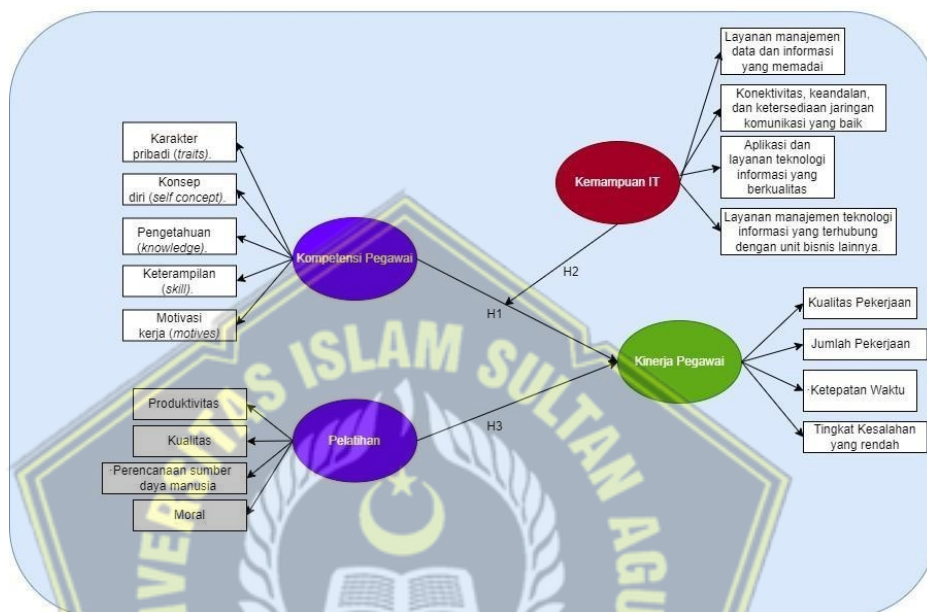 Karakter
pribadi (traits).
Konsep
diri (self concept).
Pengetahuan
(knowledge).
Keterampilan
(skill).
Motivasi
kerja (motives)
Kompetensi Pegawai
Layanan manajemen
data dan informasi
yang memadai
Konektivitas, keandalan,
dan ketersediaan jaringan
komunikasi yang baik
Aplikasi dan
layanan teknologi
informasi yang
berkualitas
Layanan manajemen teknologi
informasi yang terhubung
dengan unit bisnis lainnya.
Kemampuan IT
H2
H1
Produktivitas
Kualitas
·Perencanaan sumber
daya manusia
Moral
Pelatihan
H3
Kinerja Pegawai
Kualitas Pekerjaan
Jumlah Pekerjaan
·Ketepatan Waktu
Tingkat Kesalahan
yang rendah
ISLAM SULTAN